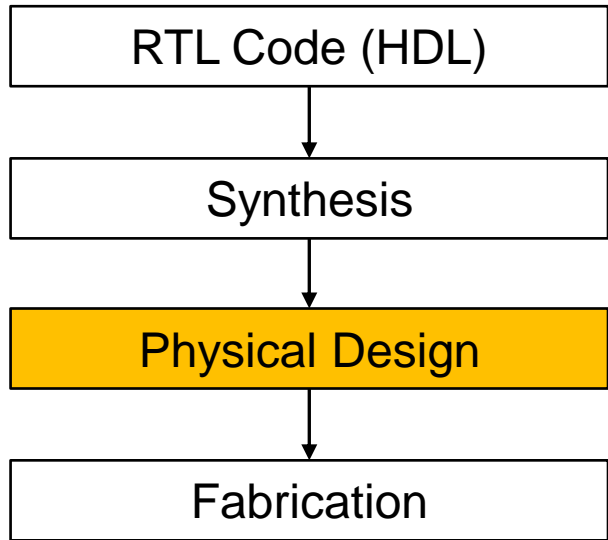 RTL Code (HDL)
Synthesis
Physical Design
Fabrication